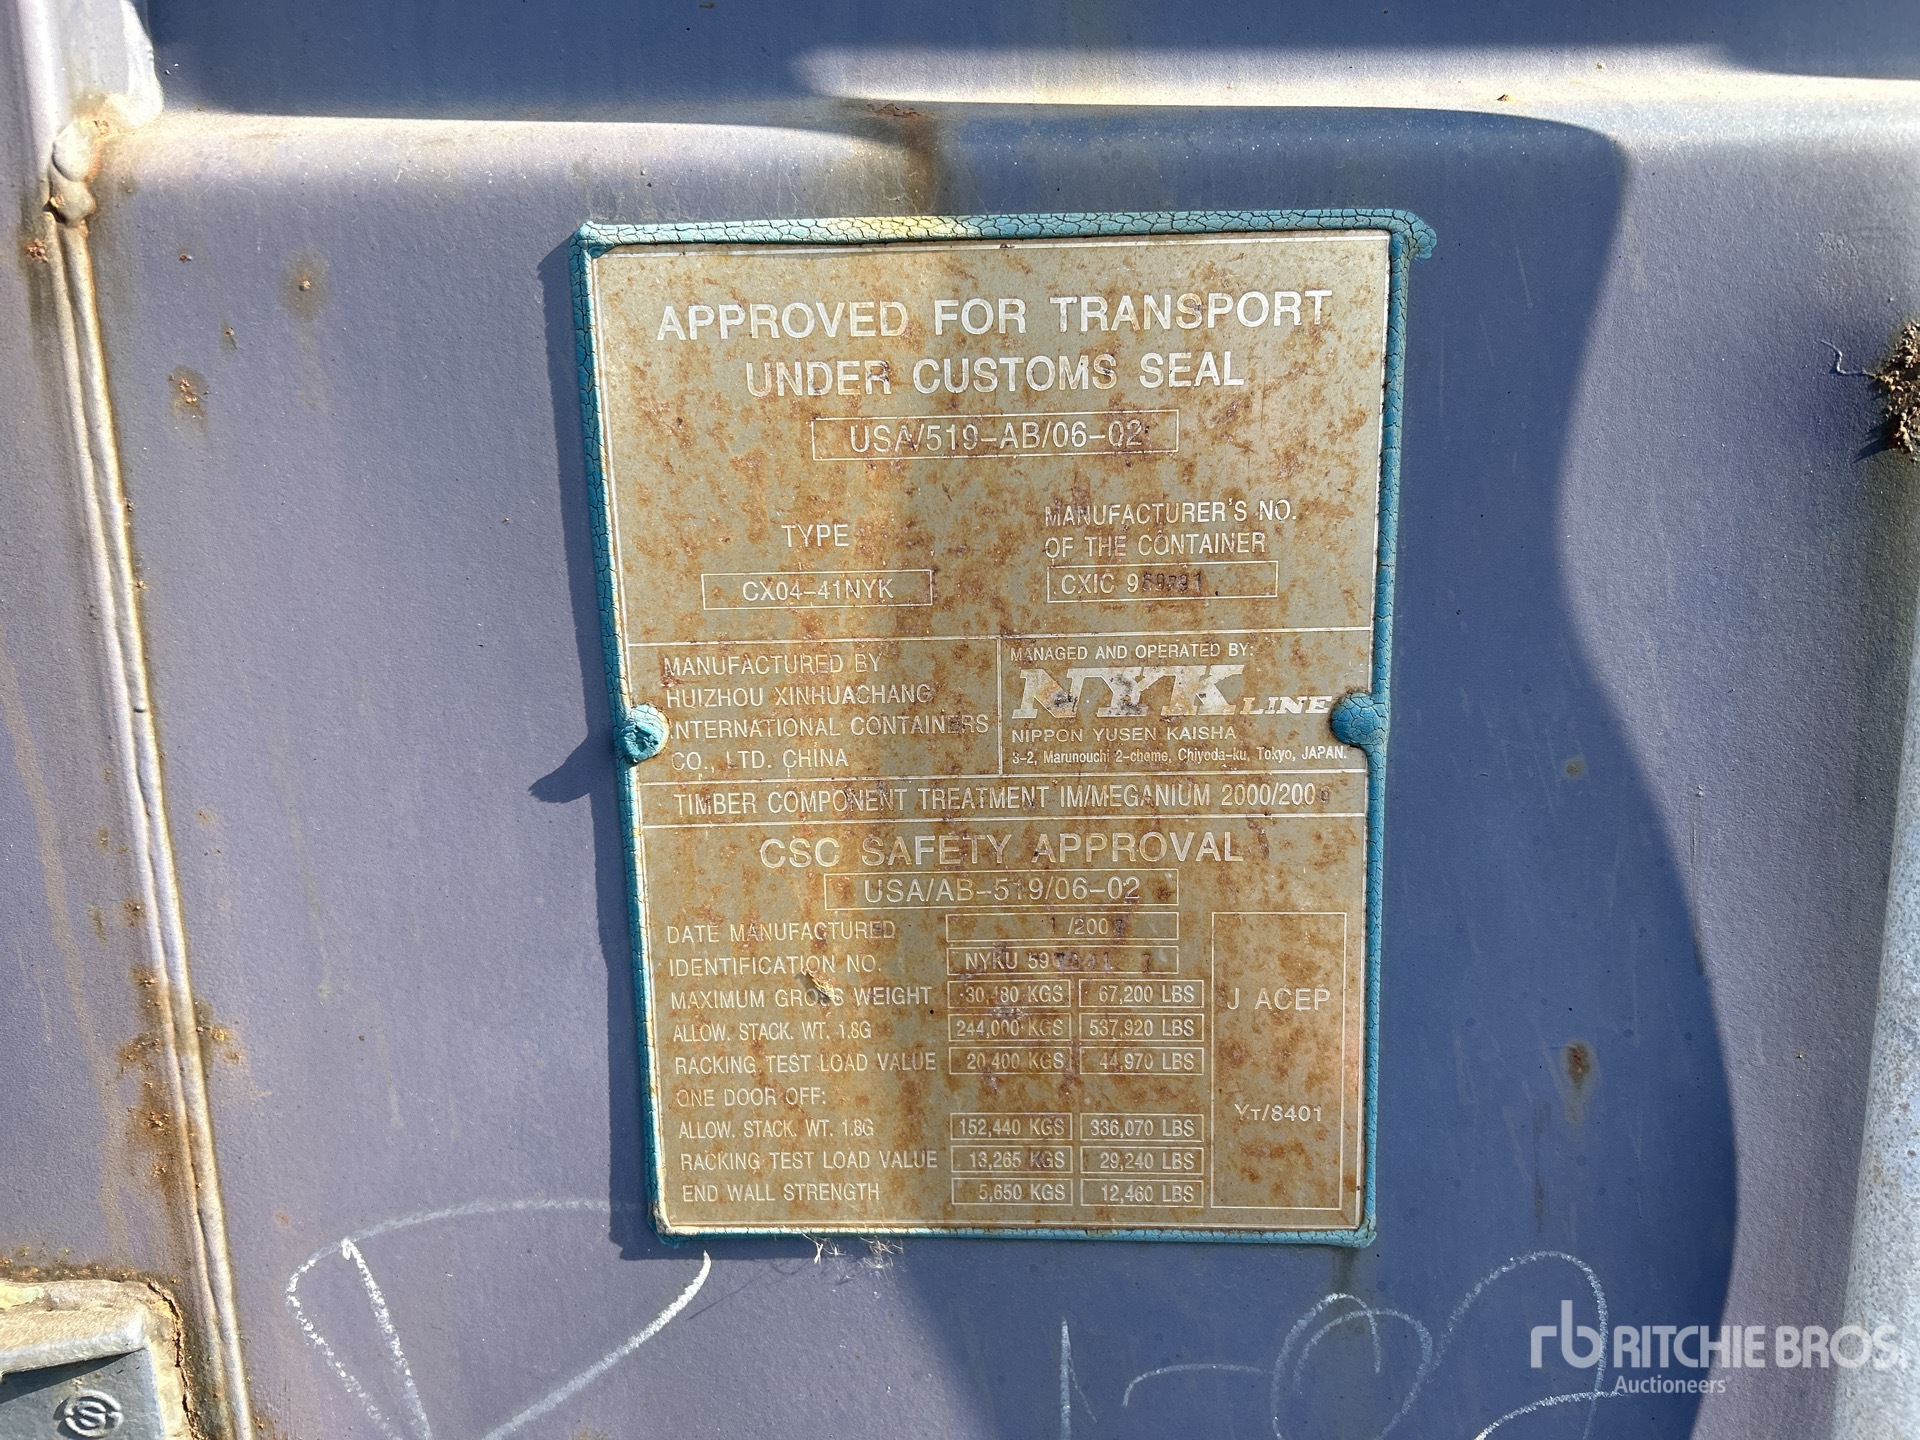 APPROVED FOR TRANSPORT
UNDER CUSTOMS SEAL
USA/519-AB/06-02
TYPE
CX04-41NYK
MANUFACTURER'S NO.
OF THE CONTAINER
CXIC
MANUFACTURED BY
HUIZHOU XINHUACHANG
INTERNATIONAL CONTAINERS
CO., LTD. CHINA
MANAGED AND OPERATED BY:
NYK LINE
NIPPON YUSEN KAISHA
3-2, Marunouchi 2-chome, Chiyoda-ku, Tokyo, JAPAN.
TIMBER COMPONENT TREATMENT IM/MEGANIUM
CSC SAFETY APPROVAL
USA/AB-519/06-02
DATE MANUFACTURED
IDENTIFICATION NO. NYKU
MAXIMUM GROSS WEIGHT 30,480 KGS 67,200 LBS
ALLOW. STACK. WT. 1.8G 244,000 KGS 537,920 LBS
RACKING TEST LOAD VALUE 20,400 KGS 44,970 LBS
ONE DOOR OFF:
ALLOW. STACK. WT. 1.8G 152,440 KGS 336,070 LBS
RACKING TEST LOAD VALUE 13,265 KGS 29,240 LBS
END WALL STRENGTH 5,650 KGS 12,460 LBS
J ACEP
YT/8401
rb RITCHIE BROS.
Auctioneers